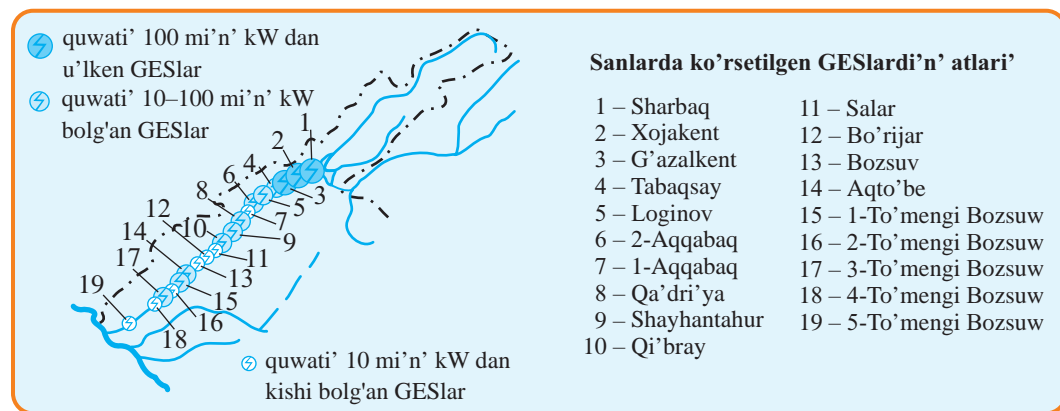 quwati’ 100 mi’n’ kW dan
u’lken GESlar
quwati’ 10–100 mi’n’ kW
bolg'an GESlar
1
2
3
4
5
6
7
8
9
10
11
12
13
14
15
16
17
18
19
quwati’ 10 mi’n’ kW dan
kishi bolg'an GESlar
Sanlarda ko’rsetilgen GESlardi’n’ atlari’
1 – Sharbaq
2 – Xojakent
3 – G’azalkent
4 – Tabaqsay
5 – Loginov
6 – 2-Aqqabaq
7 – 1-Aqqabaq
8 – Qa’dri’ya
9 – Shayhantahur
10 – Qi’bray
11 – Salar
12 – Bo’rijar
13 – Bozsuv
14 – Aqto’be
15 – 1-To’mengi Bozsuw
16 – 2-To’mengi Bozsuw
17 – 3-To’mengi Bozsuw
18 – 4-To’mengi Bozsuw
19 – 5-To’mengi Bozsuw